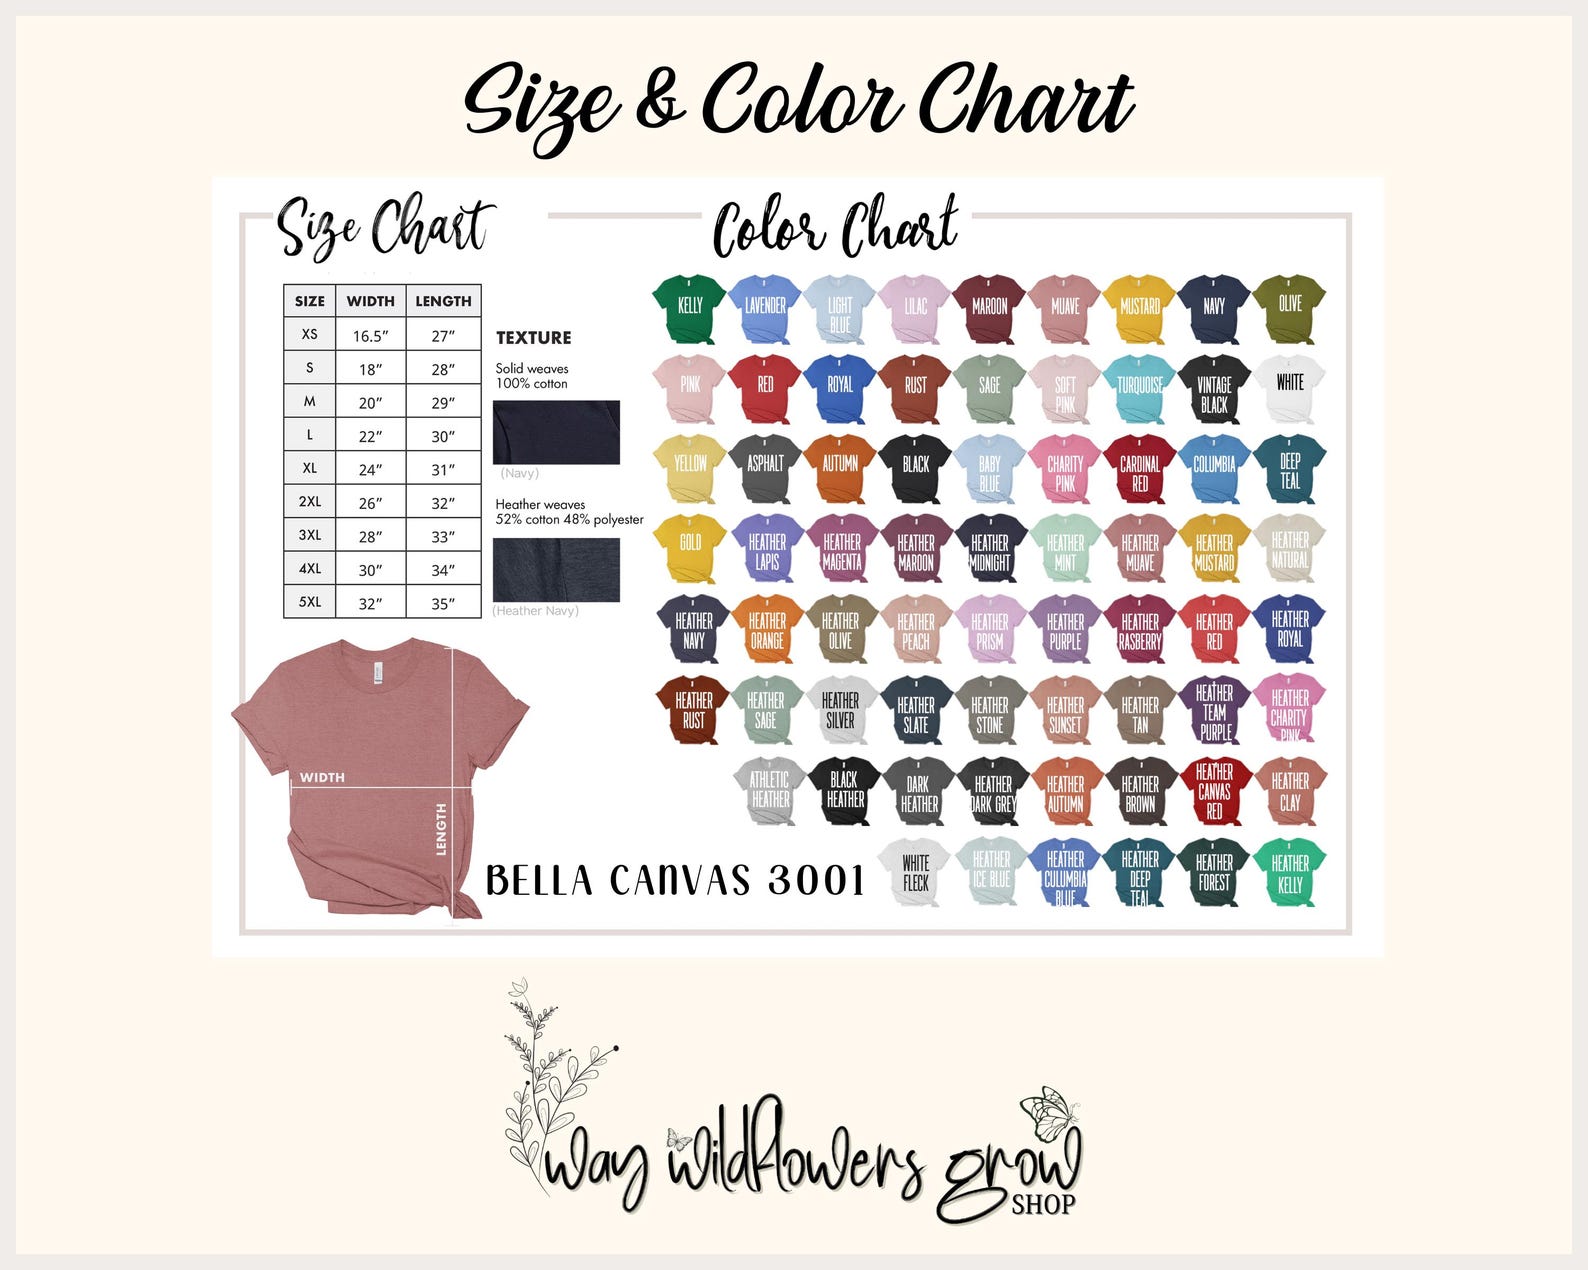 Size & Color Chart
Size Chart
Color Chart
SIZE WIDTH LENGTH
XS 16.5” 27”
S 18” 28”
M 20” 29”
L 22” 30”
XL 24” 31”
2XL 26” 32”
3XL 28” 33”
4XL 30” 34”
5XL 32” 35”
TEXTURE
Solid weaves
100% cotton
(Navy)
Heather weaves
52% cotton 48% polyester
(Heather Navy)
WIDTH
LENGTH
BELLA CANVAS 3001
KELLY
LAVENDER
LIGHT
BLUE
LILAC
MAROON
MUAVE
MUSTARD
NAVY
OLIVE
PINK
RED
ROYAL
RUST
SAGE
SOFT
PINK
TURQUOISE
VINTAGE
BLACK
WHITE
YELLOW
ASPHALT
AUTUMN
BLACK
BABY
BLUE
CHARITY
PINK
CARDINAL
RED
COLUMBIA
DEEP
TEAL
GOLD
HEATHER
LAPIS
HEATHER
MAGENTA
HEATHER
MAROON
HEATHER
MIDNIGHT
HEATHER
MINT
HEATHER
MUAVE
HEATHER
MUSTARD
HEATHER
NATURAL
HEATHER
NAVY
HEATHER
ORANGE
HEATHER
OLIVE
HEATHER
PEACH
HEATHER
PRISM
HEATHER
PURPLE
HEATHER
RASBERRY
HEATHER
RED
HEATHER
ROYAL
HEATHER
RUST
HEATHER
SAGE
HEATHER
SILVER
HEATHER
SLATE
HEATHER
STONE
HEATHER
SUNSET
HEATHER
TAN
HEATHER
TEAM
PURPLE
HEATHER
CHARITY
PINK
ATHLETIC
HEATHER
BLACK
HEATHER
DARK
HEATHER
HEATHER
DARK GREY
HEATHER
AUTUMN
HEATHER
BROWN
HEATHER
CANVAS
RED
HEATHER
CLAY
WHITE
FLECK
HEATHER
ICE BLUE
HEATHER
CULUMBIA
BLUE
HEATHER
DEEP
TEAL
HEATHER
FOREST
HEATHER
KELLY
way wildflowers grow
SHOP